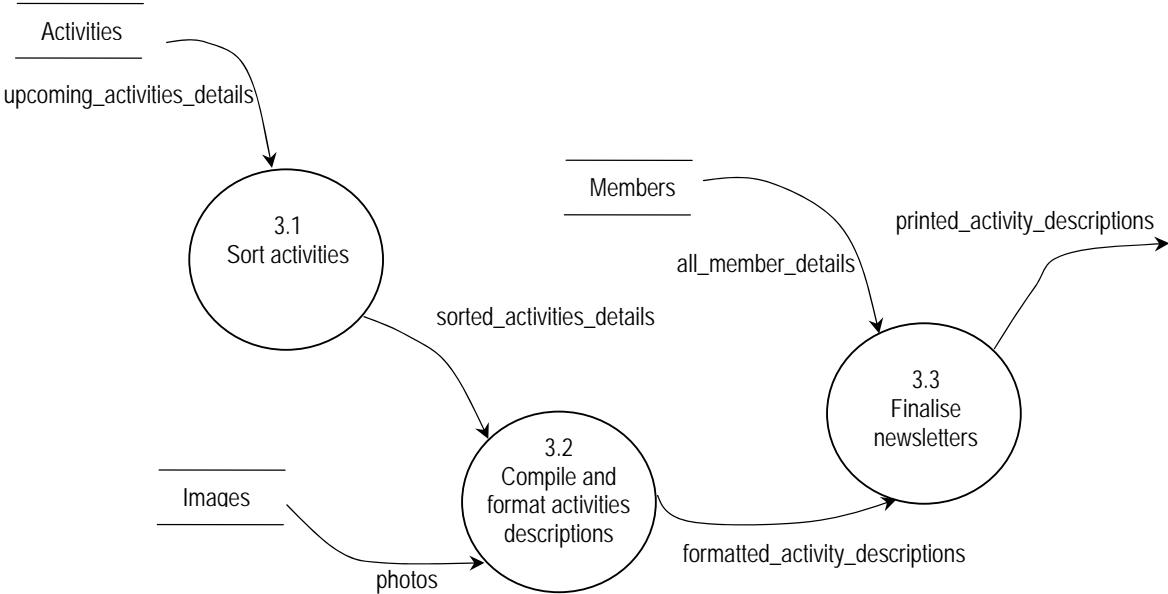 Activities
upcoming_activities_details
3.1
Sort activities
Members
printed_activity_descriptions
all_member_details
sorted_activities_details
3.3
Finalise
newsletters
3.2
Compile and
format activities
descriptions
Images
formatted_activity_descriptions
photos